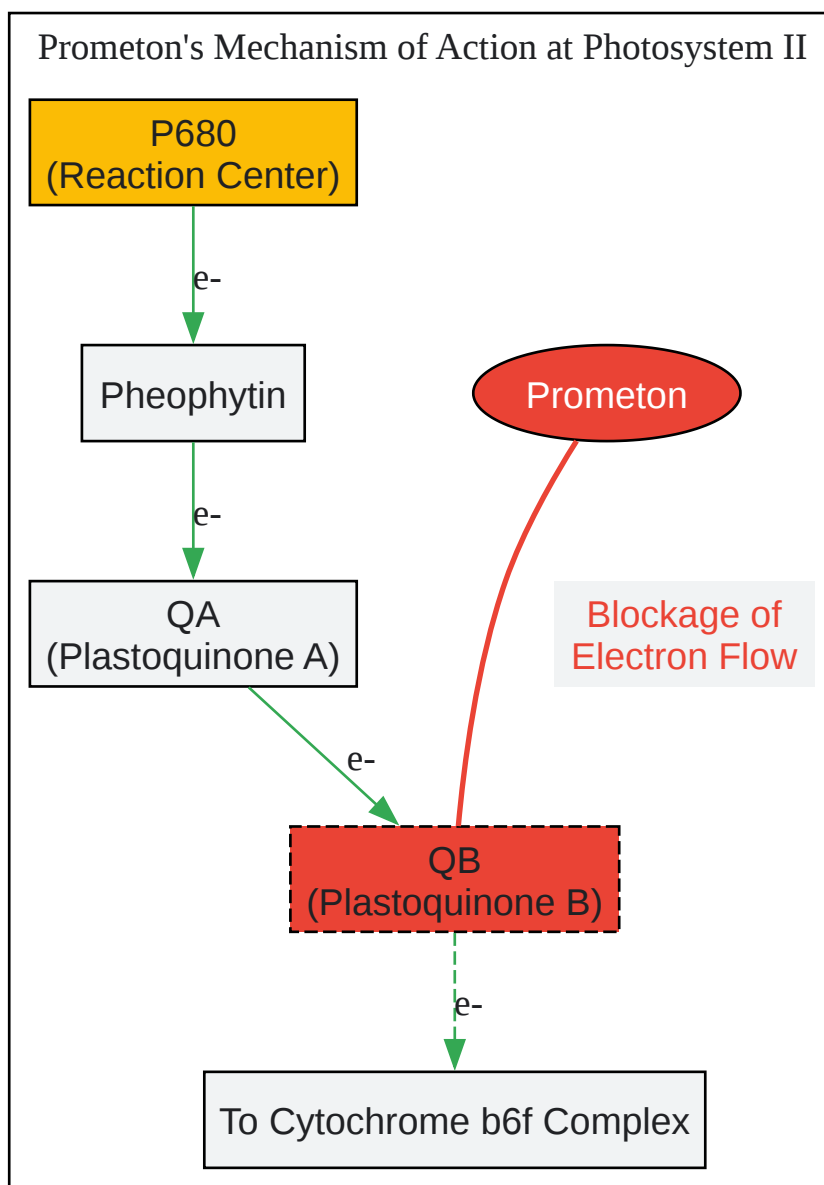 Prometon's Mechanism of Action at Photosystem II
P680
(Reaction Center)
e-
Pheophytin
Prometon
e-
QA
(Plastoquinone A)
Blockage of
Electron Flow
e-
QB
(Plastoquinone B)
e-
To Cytochrome b6f Complex